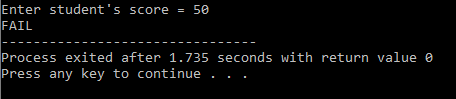 Enter student's score = 50
FAIL
--------------------------------
Process exited after 1.735 seconds with return value 0
Press any key to continue . . .